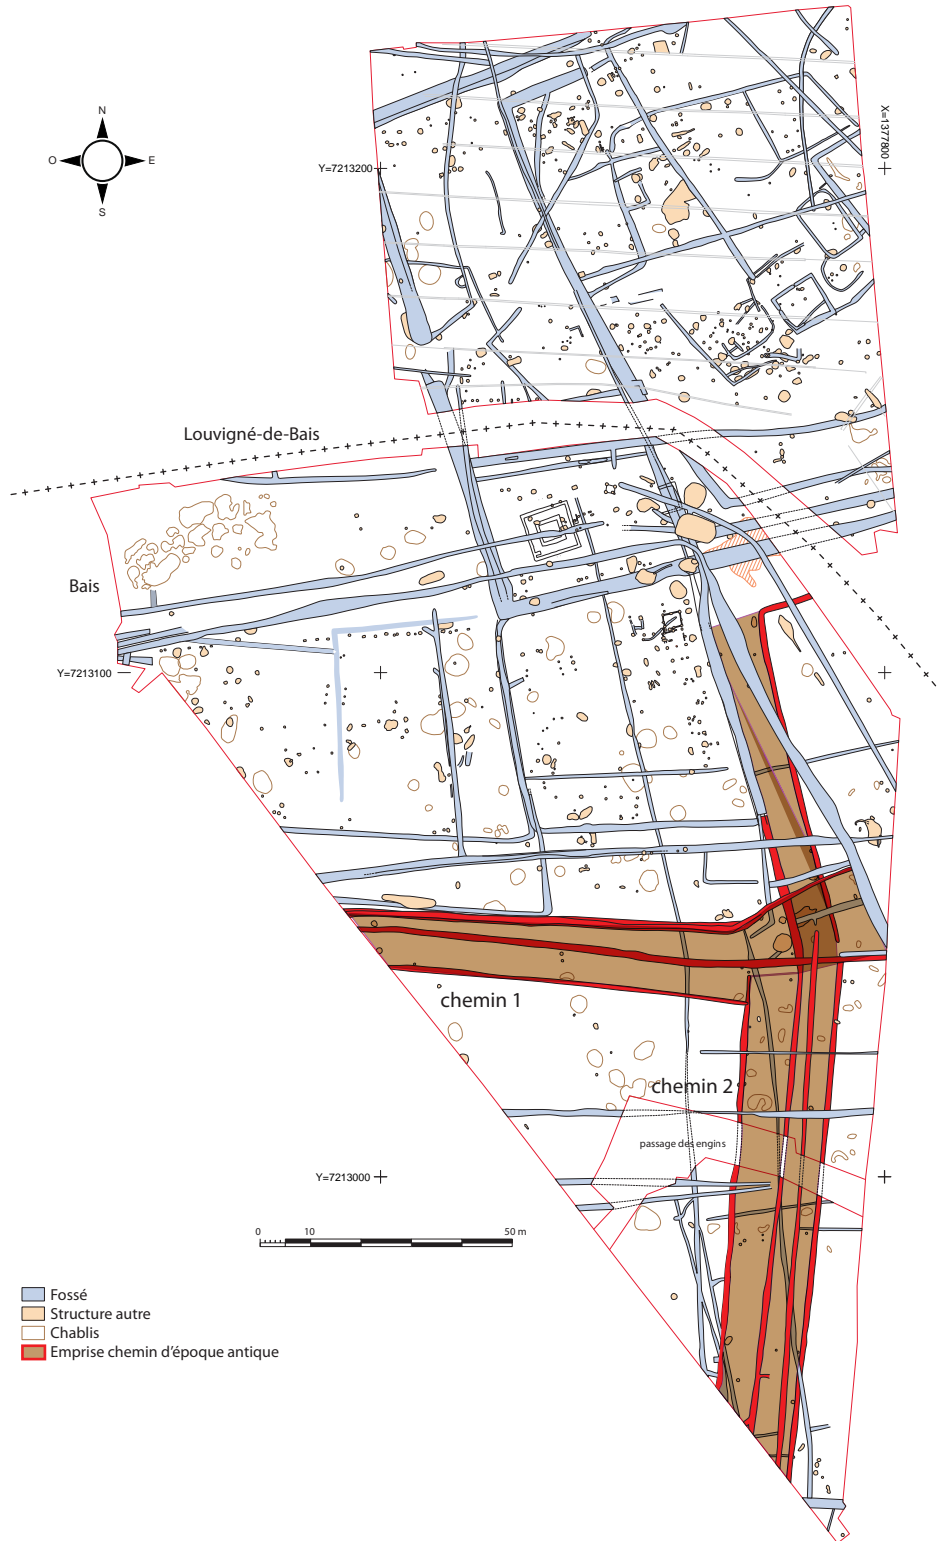 N
O
E
S
X=1377800
Y=7213200
Louvigné-de-Bais
Bais
Y=7213100
chemin 1
chemin 2
passage des engins
Y=7213000
0 10 50 m
Fossé
Structure autre
Chablis
Emprise chemin d'époque antique